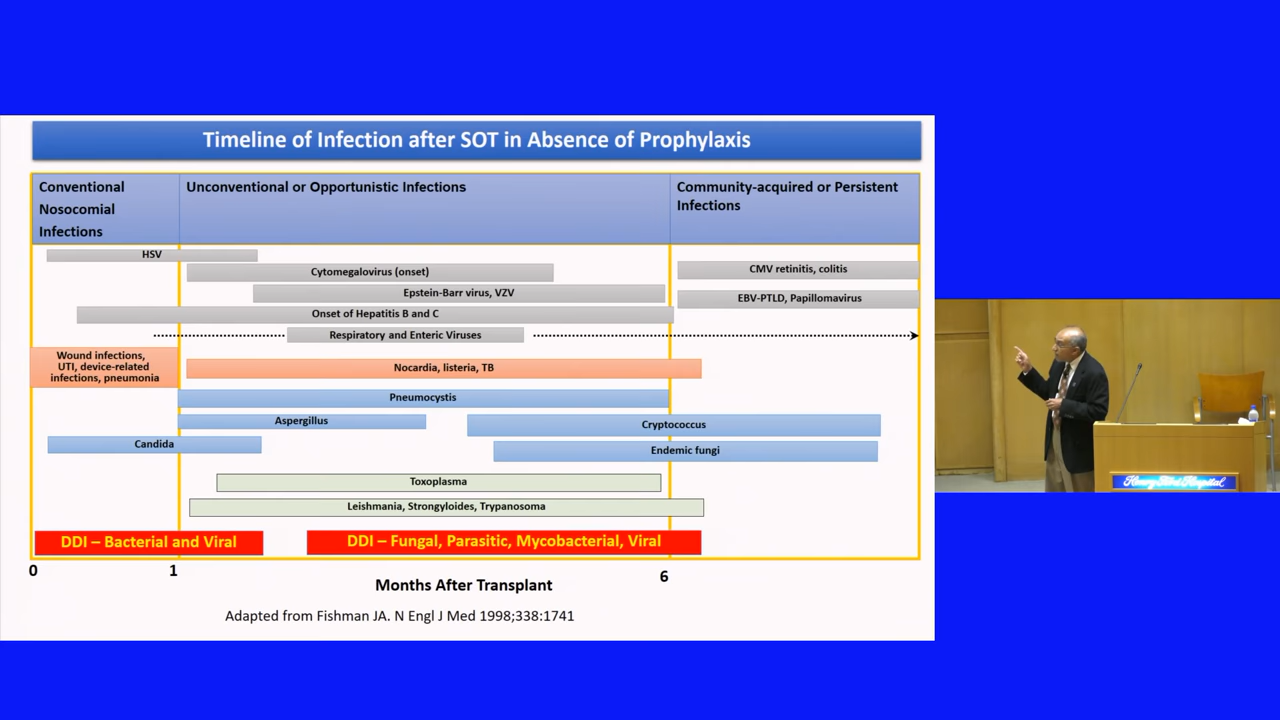 Timeline of Infection after SOT in Absence of Prophylaxis
Conventional
Nosocomial
Infections
Unconventional or Opportunistic Infections
Community-acquired or Persistent
Infections
HSV
Cytomegalovirus (onset)
CMV retinitis, colitis
Epstein-Barr virus, VZV
EBV-PTLD, Papillomavirus
Onset of Hepatitis B and C
Respiratory and Enteric Viruses
Wound infections,
UTI, device-related
infections, pneumonia
Nocardia, listeria, TB
Pneumocystis
Aspergillus
Cryptococcus
Candida
Endemic fungi
Toxoplasma
Leishmania, Strongyloides, Trypanosoma
DDI – Bacterial and Viral
DDI – Fungal, Parasitic, Mycobacterial, Viral
0
1
6
Months After Transplant
Adapted from Fishman JA. N Engl J Med 1998;338:1741
Henry Ford Hospital